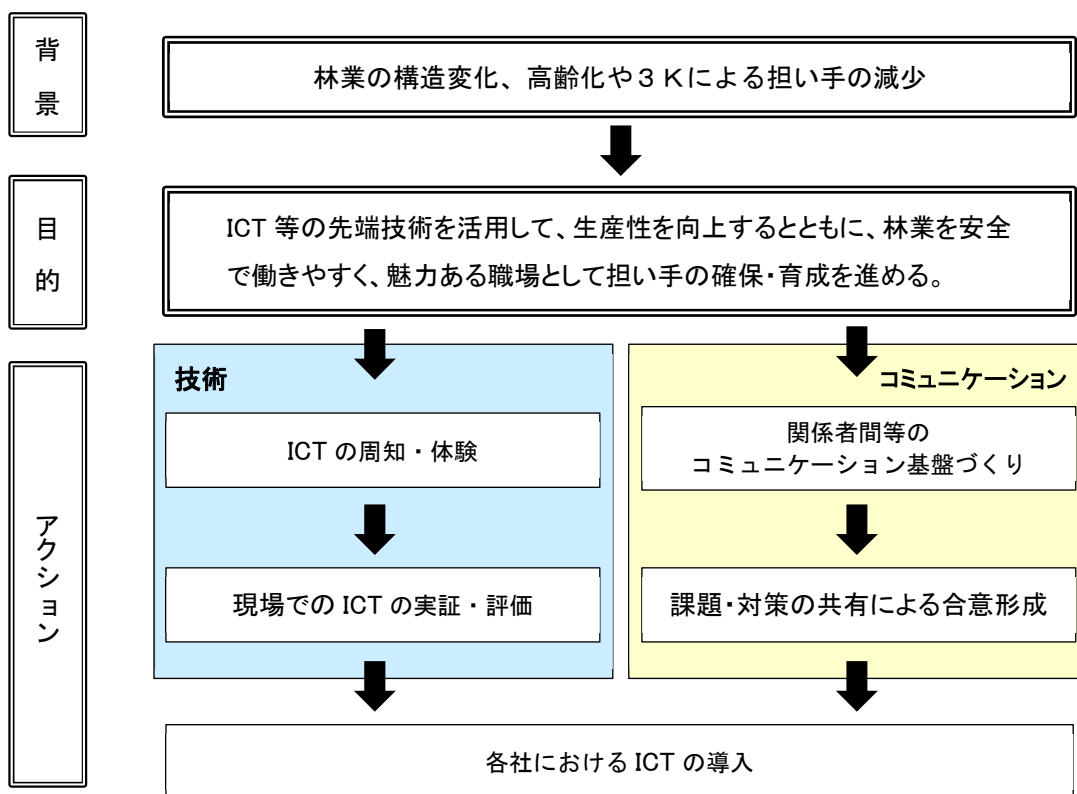 背景
林業の構造変化、高齢化や３Ｋによる担い手の減少
目的
ICT 等の先端技術を活用して、生産性を向上するとともに、林業を安全
で働きやすく、魅力ある職場として担い手の確保・育成を進める。
アクション
技術
ICT の周知・体験
現場での ICT の実証・評価
コミュニケーション
関係者間等の
コミュニケーション基盤づくり
課題・対策の共有による合意形成
各社における ICT の導入